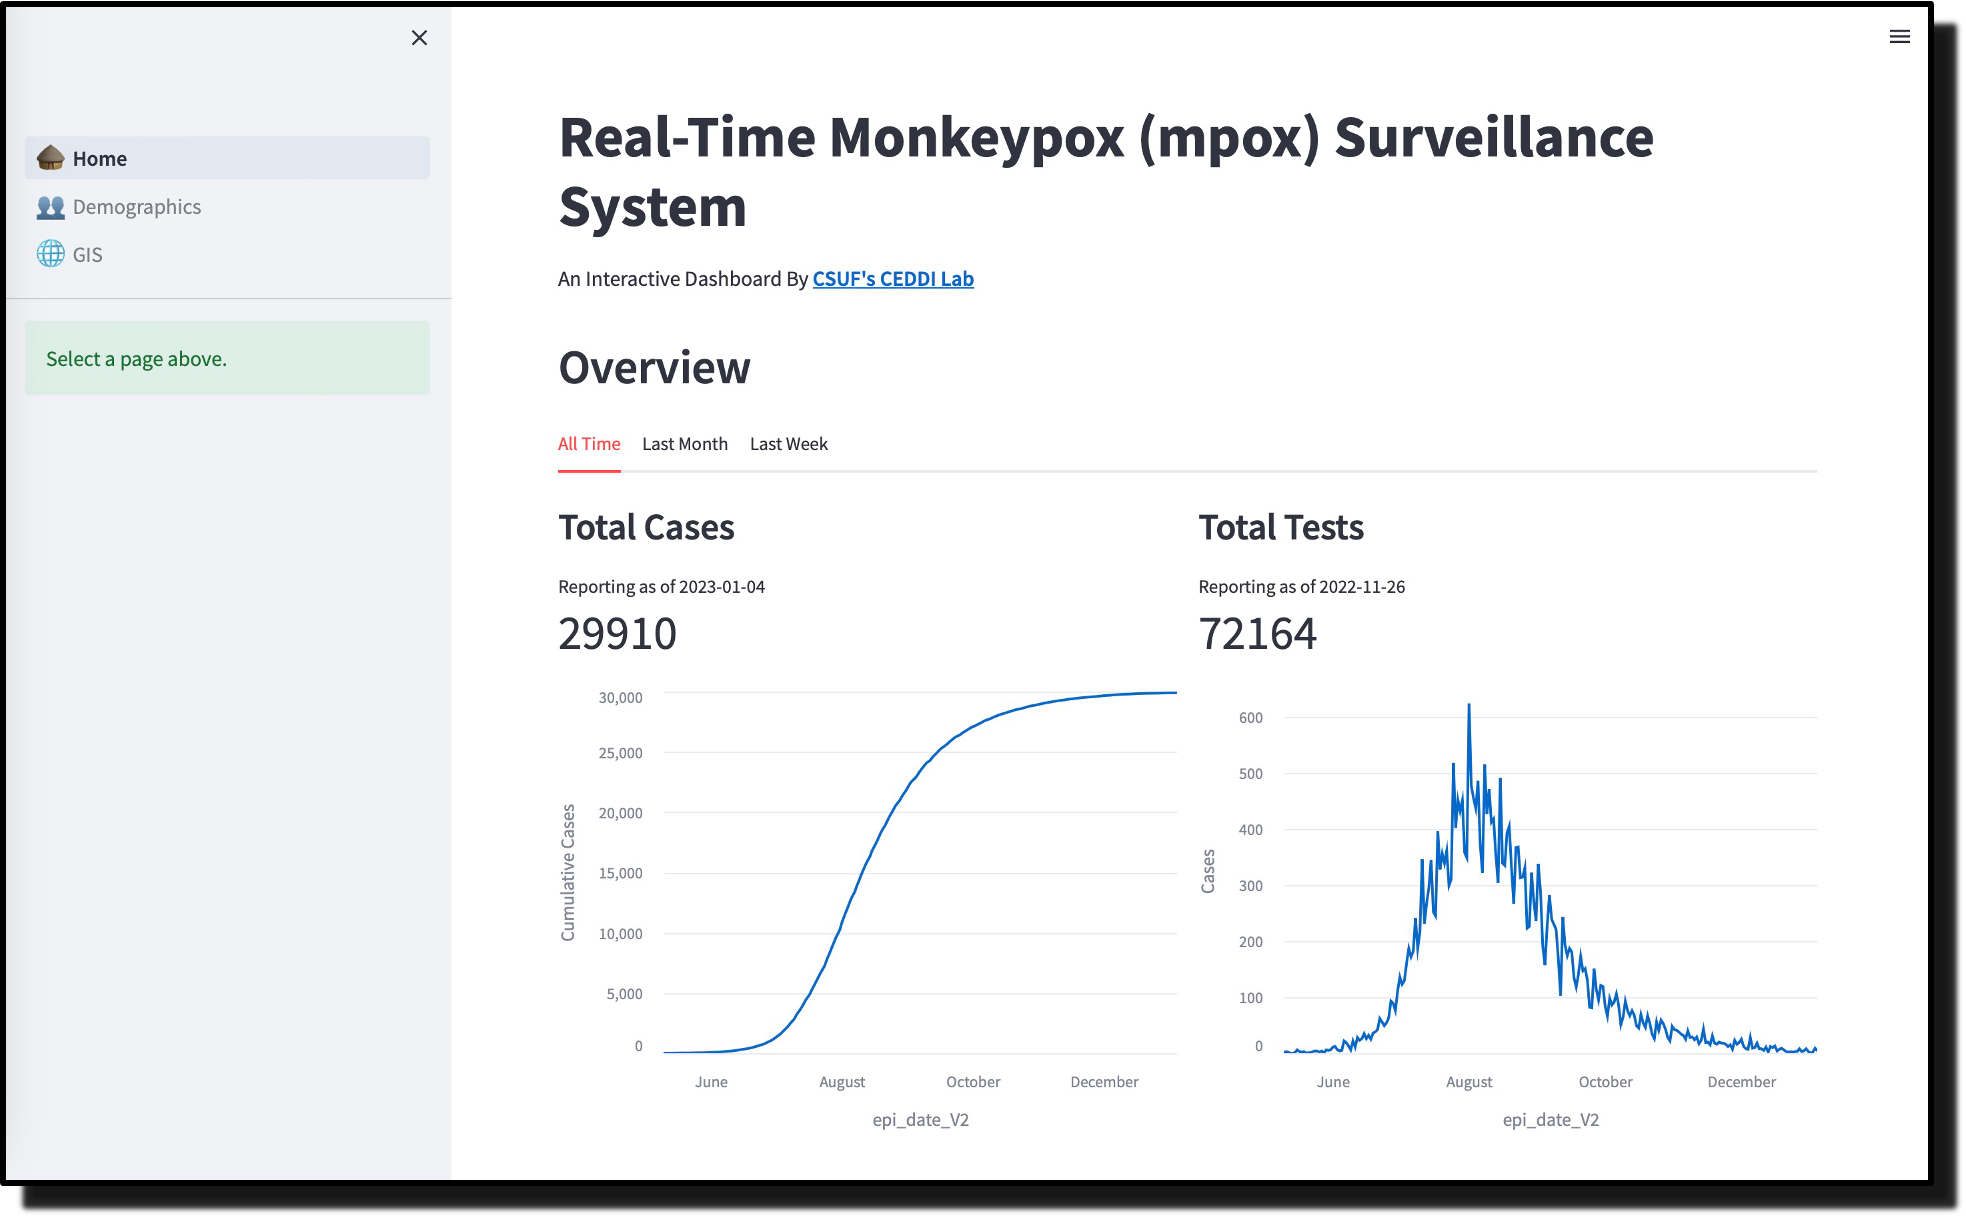 Home
Demographics
GIS
Select a page above.
Real-Time Monkeypox (mpox) Surveillance
System
An Interactive Dashboard By CSUF's CEDDI Lab
Overview
All Time Last Month Last Week
Total Cases
Reporting as of 2023-01-04
29910
30,000
25,000
20,000
15,000
10,000
5,000
0
Cumulative Cases
June August October December
epi_date_V2
Total Tests
Reporting as of 2022-11-26
72164
600
500
400
300
200
100
0
Cases
June August October December
epi_date_V2